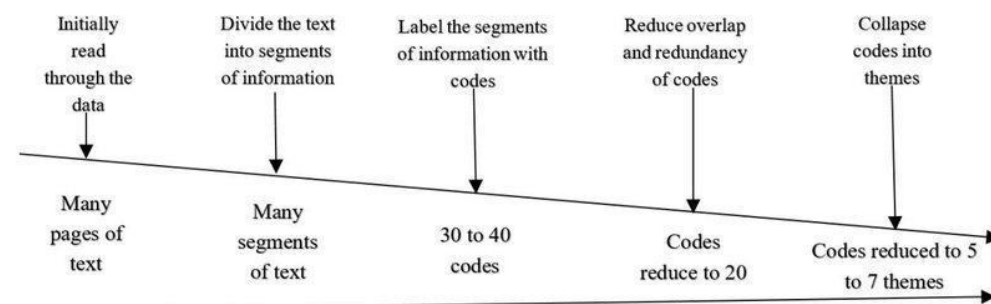 Initially
read
through the
data
Divide the text
into segments
of information
Label the segments
of information with
codes
Reduce overlap
and redundancy
of codes
Collapse
codes into
themes
Many
pages of
text
Many
segments
of text
30 to 40
codes
Codes
reduce to 20
Codes reduced to 5
to 7 themes